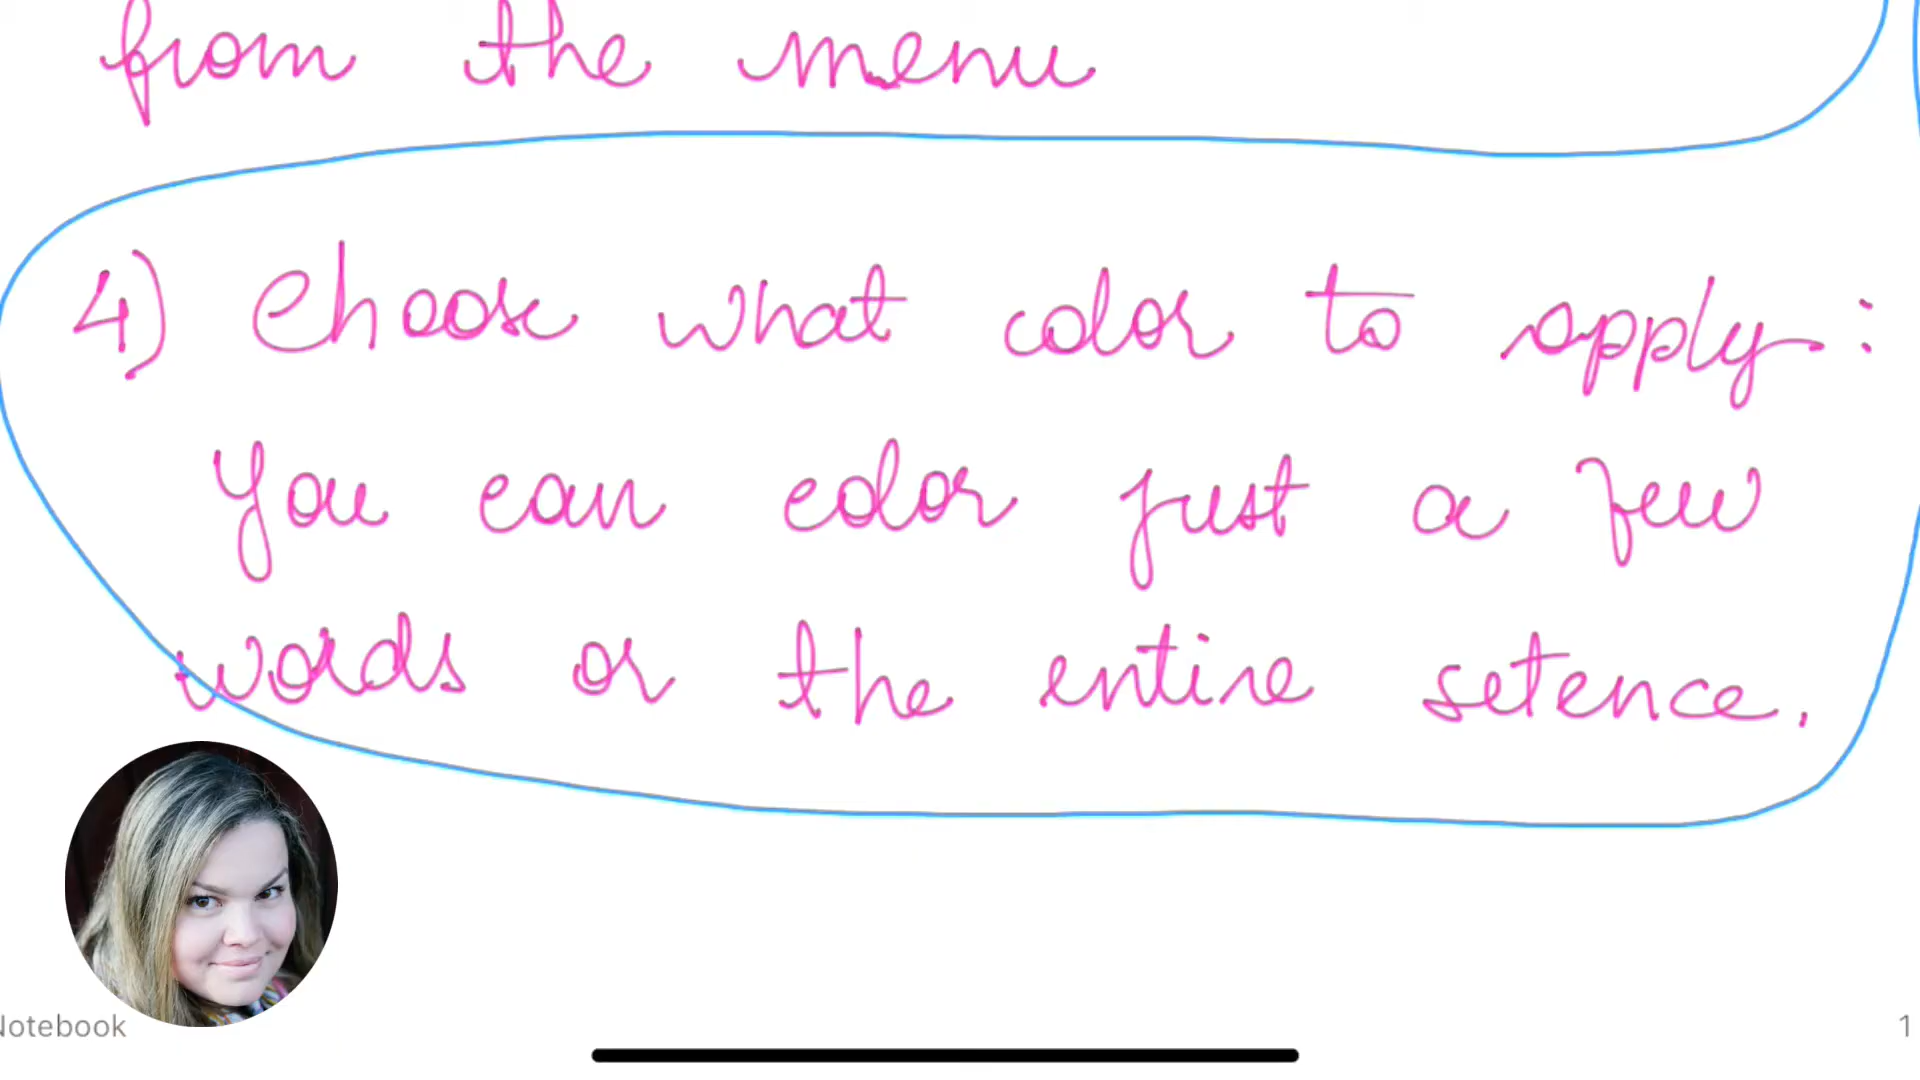 from the menu
4) Choose what color to apply:
You can color just a few
words or the entire setence.
Notebook
1